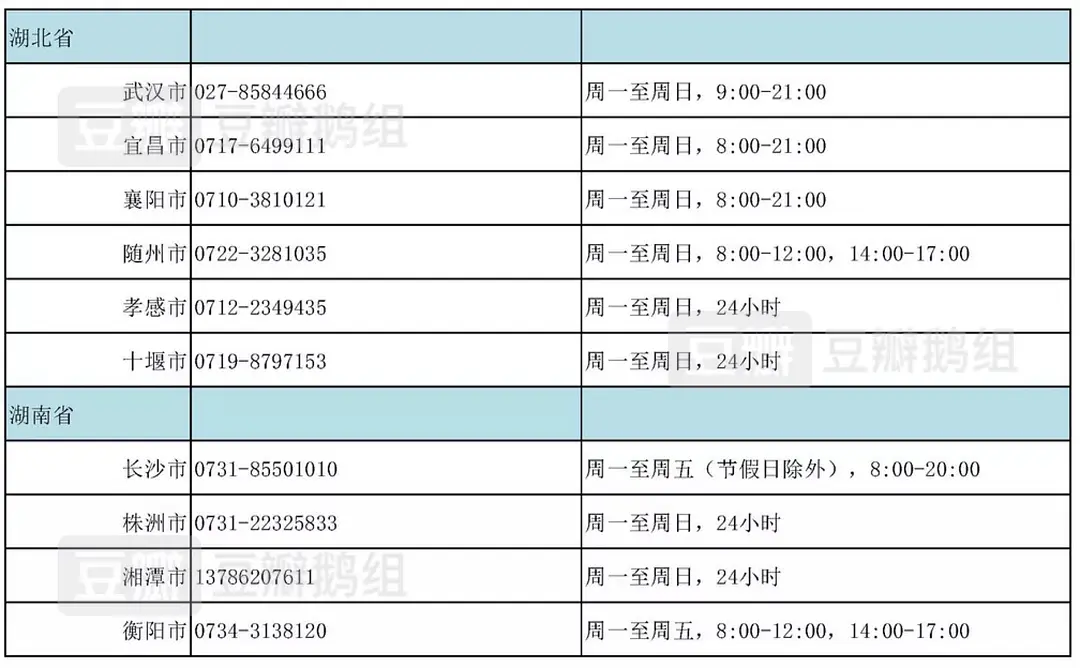 湖北省
武汉市 027-85844666 周一至周日，9:00-21:00
宜昌市 0717-6499111 周一至周日，8:00-21:00
襄阳市 0710-3810121 周一至周日，8:00-21:00
随州市 0722-3281035 周一至周日，8:00-12:00，14:00-17:00
孝感市 0712-2349435 周一至周日，24小时
十堰市 0719-8797153 周一至周日，24小时
湖南省
长沙市 0731-85501010 周一至周五（节假日除外），8:00-20:00
株洲市 0731-22325833 周一至周日，24小时
湘潭市 13786207611 周一至周日，24小时
衡阳市 0734-3138120 周一至周五，8:00-12:00，14:00-17:00
豆瓣 豆瓣鹅组
豆瓣 豆瓣鹅组
豆瓣 豆瓣鹅组